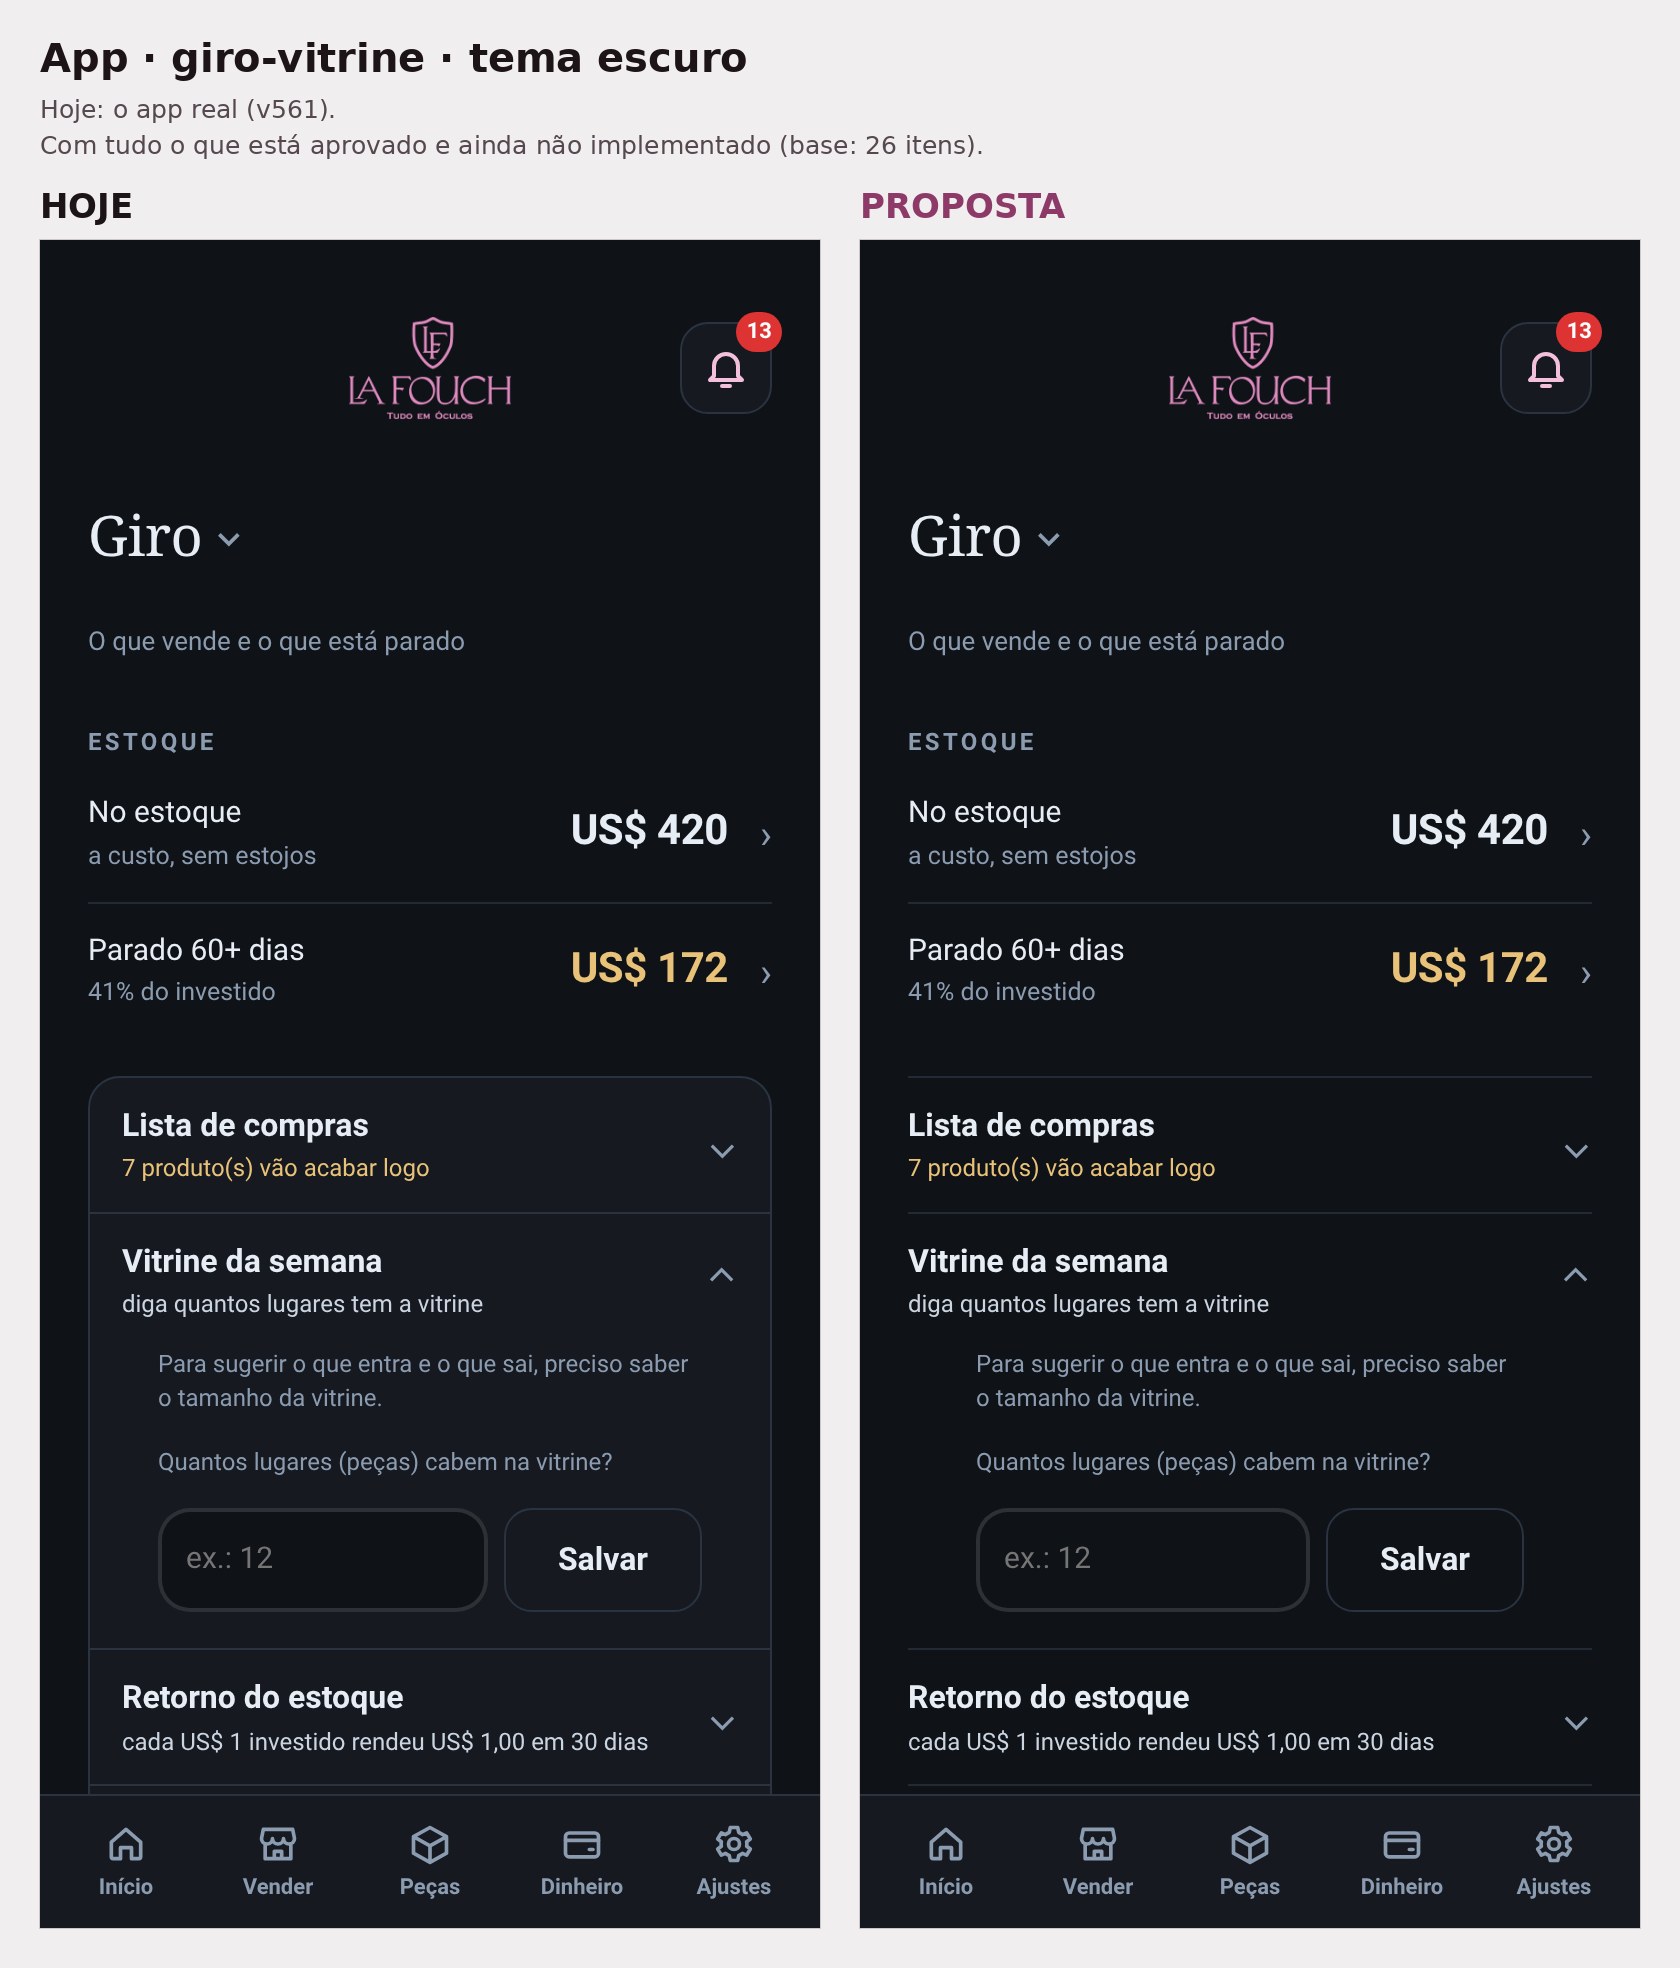 App · giro-vitrine · tema escuro
Hoje: o app real (v561).
Com tudo o que está aprovado e ainda não implementado (base: 26 itens).
HOJE
LF
LA FOUCH
TUDO EM ÓCULOS
13
Giro
O que vende e o que está parado
ESTOQUE
No estoque
a custo, sem estojos
US$ 420
Parado 60+ dias
41% do investido
US$ 172
Lista de compras
7 produto(s) vão acabar logo
Vitrine da semana
diga quantos lugares tem a vitrine
Para sugerir o que entra e o que sai, preciso saber
o tamanho da vitrine.
Quantos lugares (peças) cabem na vitrine?
ex.: 12
Salvar
Retorno do estoque
cada US$ 1 investido rendeu US$ 1,00 em 30 dias
Início
Vender
Peças
Dinheiro
Ajustes
PROPOSTA
LF
LA FOUCH
TUDO EM ÓCULOS
13
Giro
O que vende e o que está parado
ESTOQUE
No estoque
a custo, sem estojos
US$ 420
Parado 60+ dias
41% do investido
US$ 172
Lista de compras
7 produto(s) vão acabar logo
Vitrine da semana
diga quantos lugares tem a vitrine
Para sugerir o que entra e o que sai, preciso saber
o tamanho da vitrine.
Quantos lugares (peças) cabem na vitrine?
ex.: 12
Salvar
Retorno do estoque
cada US$ 1 investido rendeu US$ 1,00 em 30 dias
Início
Vender
Peças
Dinheiro
Ajustes